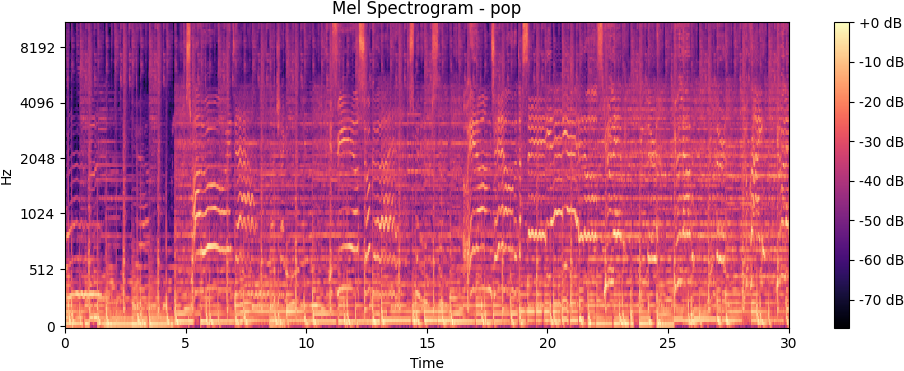 Mel Spectrogram - pop
Hz
8192
4096
2048
1024
512
0
0 5 10 15 20 25 30
Time
+0 dB
-10 dB
-20 dB
-30 dB
-40 dB
-50 dB
-60 dB
-70 dB